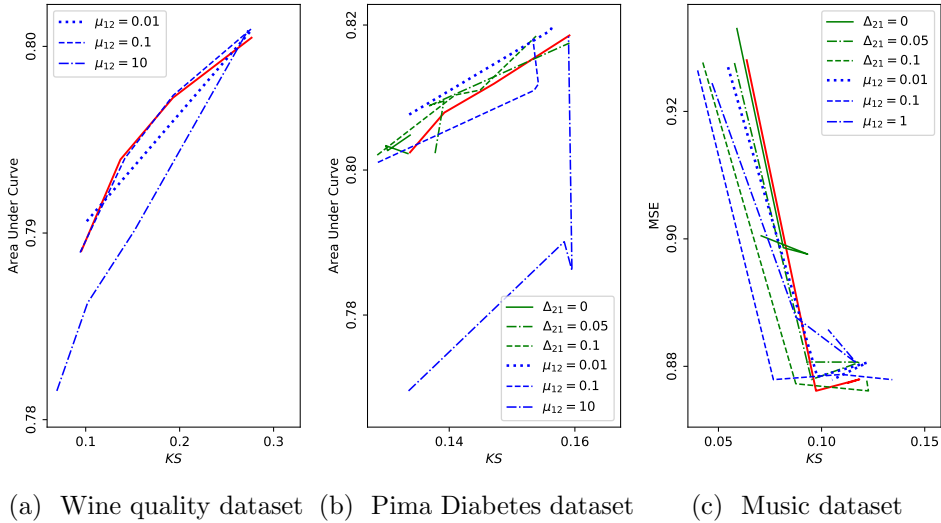 0.80
0.79
0.78
Area Under Curve
μ₁₂ = 0.01
μ₁₂ = 0.1
μ₁₂ = 10
0.1
0.2
0.3
KS
0.82
0.80
0.78
Area Under Curve
Δ₂₁ = 0
Δ₂₁ = 0.05
Δ₂₁ = 0.1
μ₁₂ = 0.01
μ₁₂ = 0.1
μ₁₂ = 10
0.14
0.16
KS
0.92
0.90
0.88
MSE
Δ₂₁ = 0
Δ₂₁ = 0.05
Δ₂₁ = 0.1
μ₁₂ = 0.01
μ₁₂ = 0.1
μ₁₂ = 1
0.05
0.10
0.15
KS
(a) Wine quality dataset
(b) Pima Diabetes dataset
(c) Music dataset